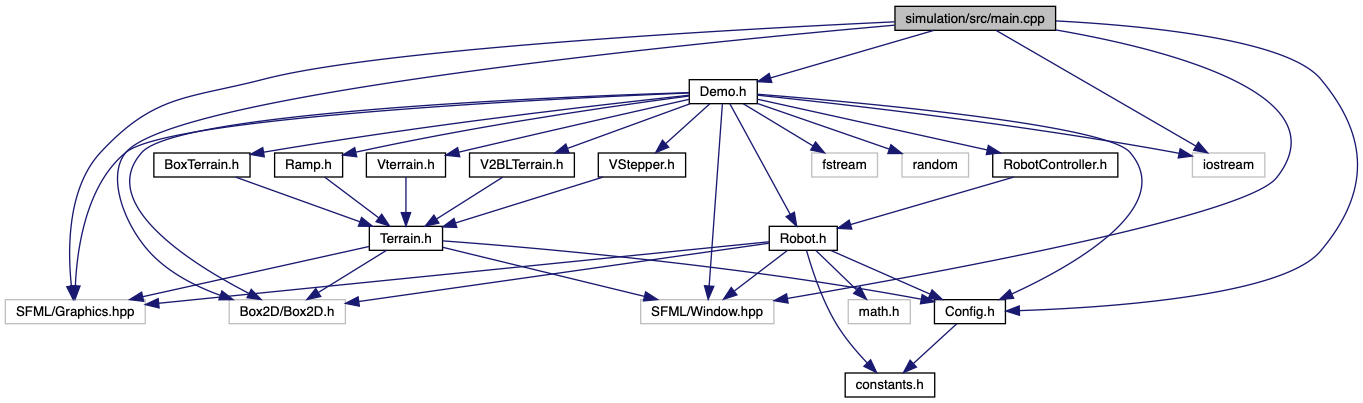 simulation/src/main.cpp
Demo.h
BoxTerrain.h
Ramp.h
Vterrain.h
V2BLTerrain.h
VStepper.h
fstream
random
RobotController.h
iostream
Terrain.h
Robot.h
SFML/Graphics.hpp
Box2D/Box2D.h
SFML/Window.hpp
math.h
Config.h
constants.h